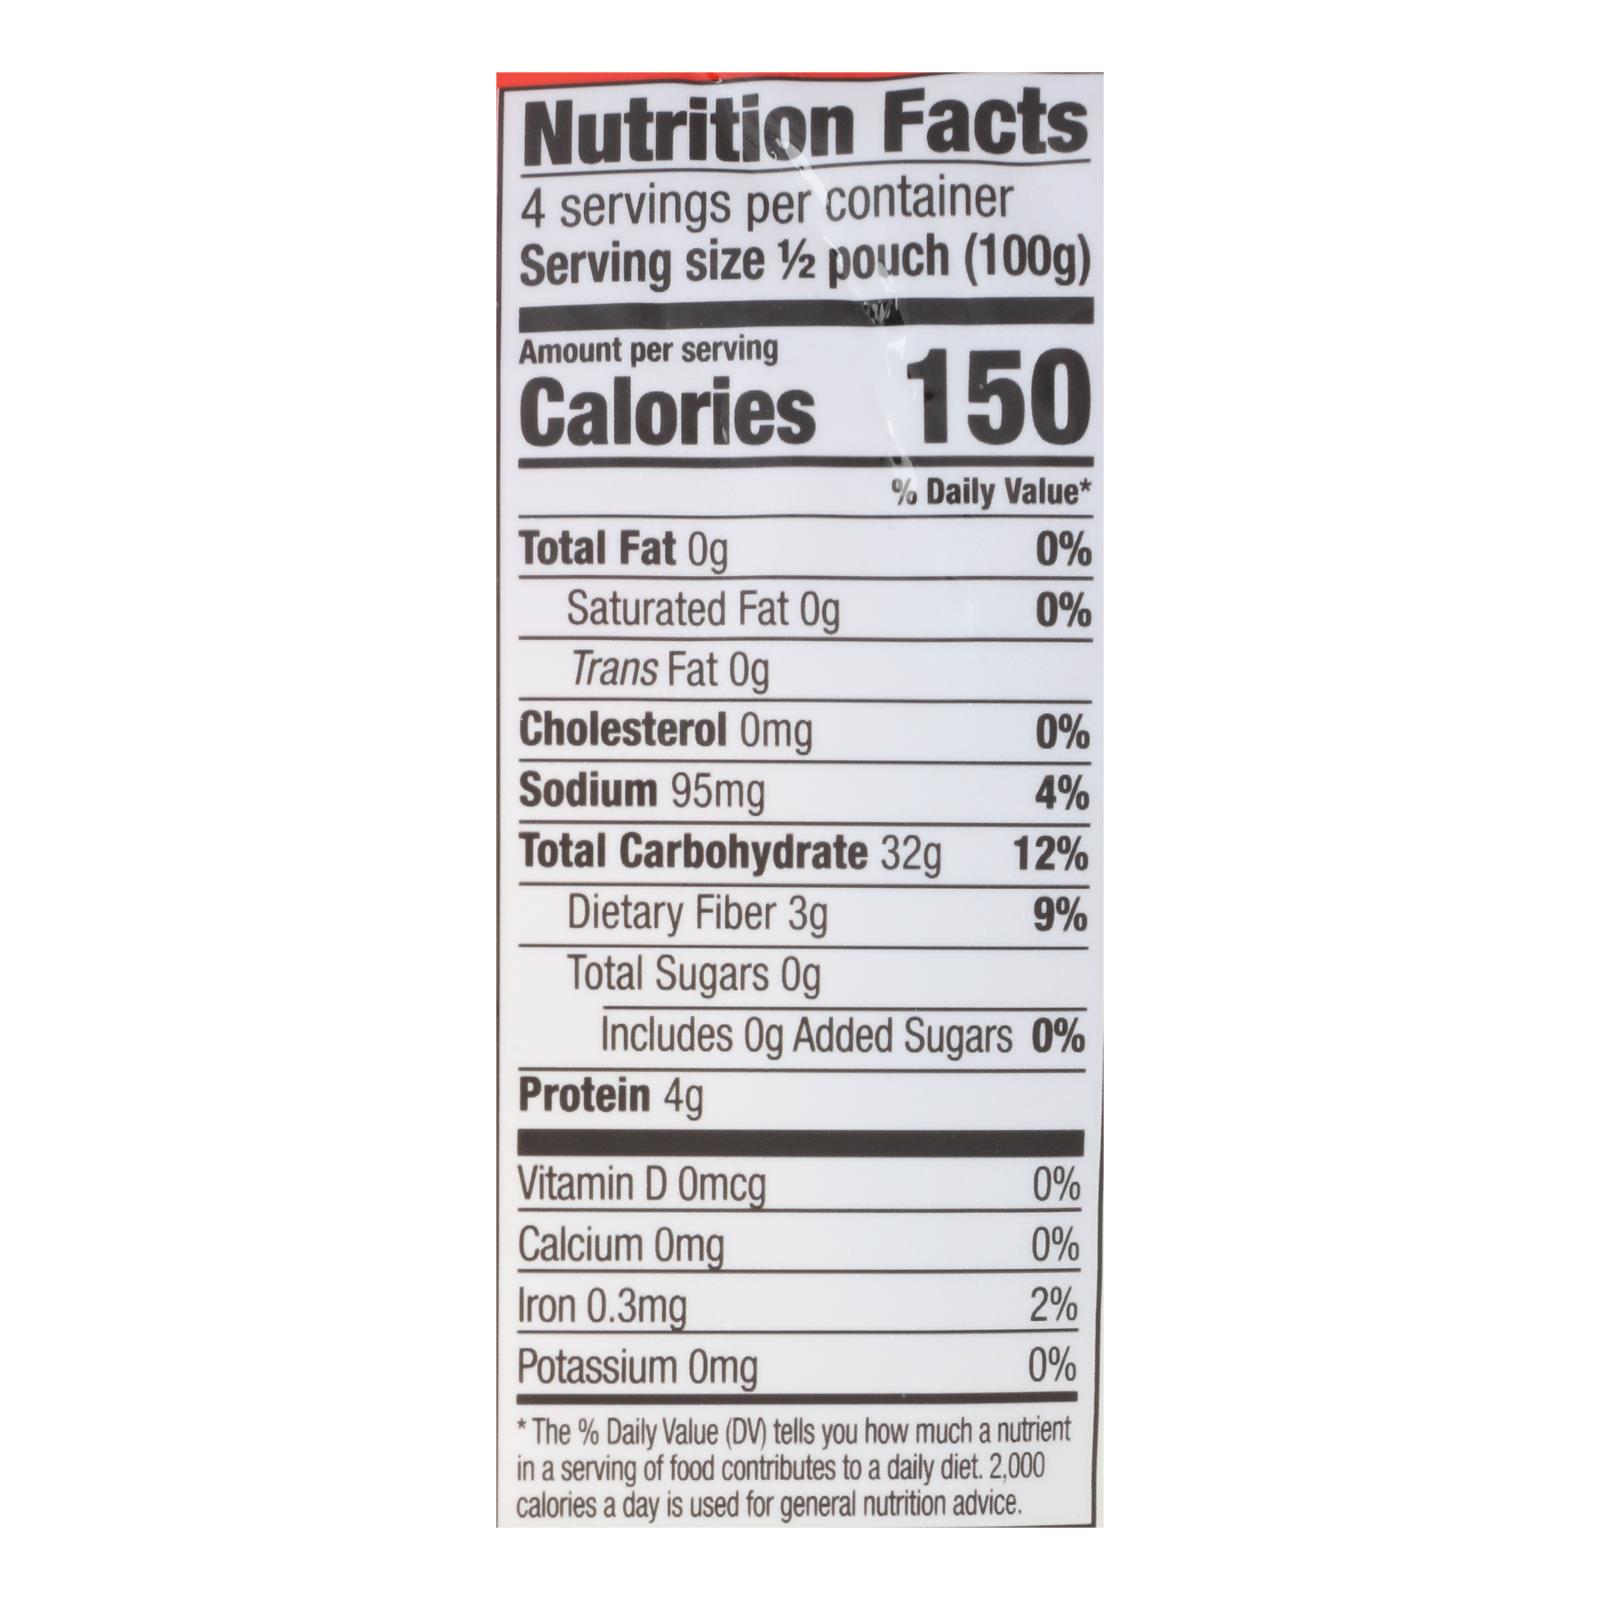 Nutrition Facts
4 servings per container
Serving size ½ pouch (100g)
Amount per serving
Calories 150
% Daily Value*
Total Fat 0g 0%
Saturated Fat 0g 0%
Trans Fat 0g
Cholesterol 0mg 0%
Sodium 95mg 4%
Total Carbohydrate 32g 12%
Dietary Fiber 3g 9%
Total Sugars 0g
Includes 0g Added Sugars 0%
Protein 4g
Vitamin D 0mcg 0%
Calcium 0mg 0%
Iron 0.3mg 2%
Potassium 0mg 0%
* The % Daily Value (DV) tells you how much a nutrient
in a serving of food contributes to a daily diet. 2,000
calories a day is used for general nutrition advice.